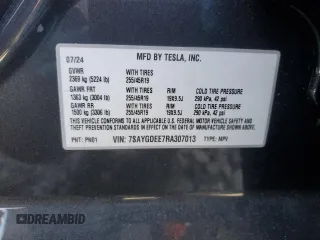 07/24 MFD BY TESLA, INC.
GVWR WITH TIRES
2369 kg (5224 lb) 255/45R19
GAWR FRT WITH TIRES RIM COLD TIRE PRESSURE
1363 kg (3004 lb) 255/45R19 19X9.5J 290 kPa, 42 psi
GAWR RR WITH TIRES RIM COLD TIRE PRESSURE
1500 kg (3306 lb) 255/45R19 19X9.5J 290 kPa, 42 psi
THIS VEHICLE CONFORMS TO ALL APPLICABLE
FEDERAL MOTOR VEHICLE SAFETY AND THEFT
PREVENTION STANDARDS IN EFFECT ON THE
DATE OF MANUFACTURE SHOWN ABOVE.
PNT: PN01 VIN: 7SAYGDEE7RA307013 TYPE: MPV
DEALERBID